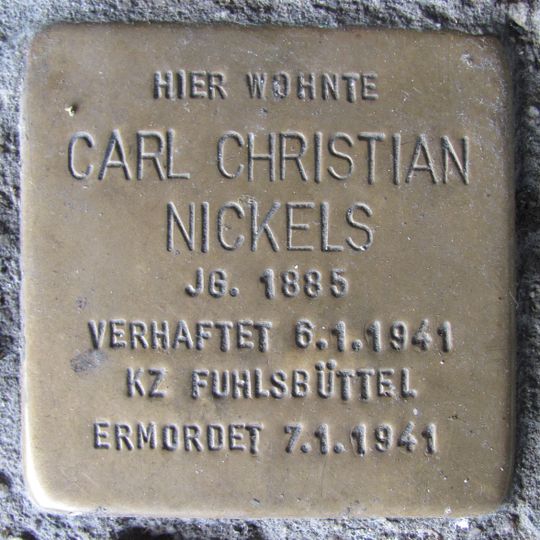 HIER WOHNTE
CARL CHRISTIAN
NICKELS
JG. 1885
VERHAFTET 6.1.1941
KZ FUHLSBÜTTEL
ERMORDET 7.1.1941